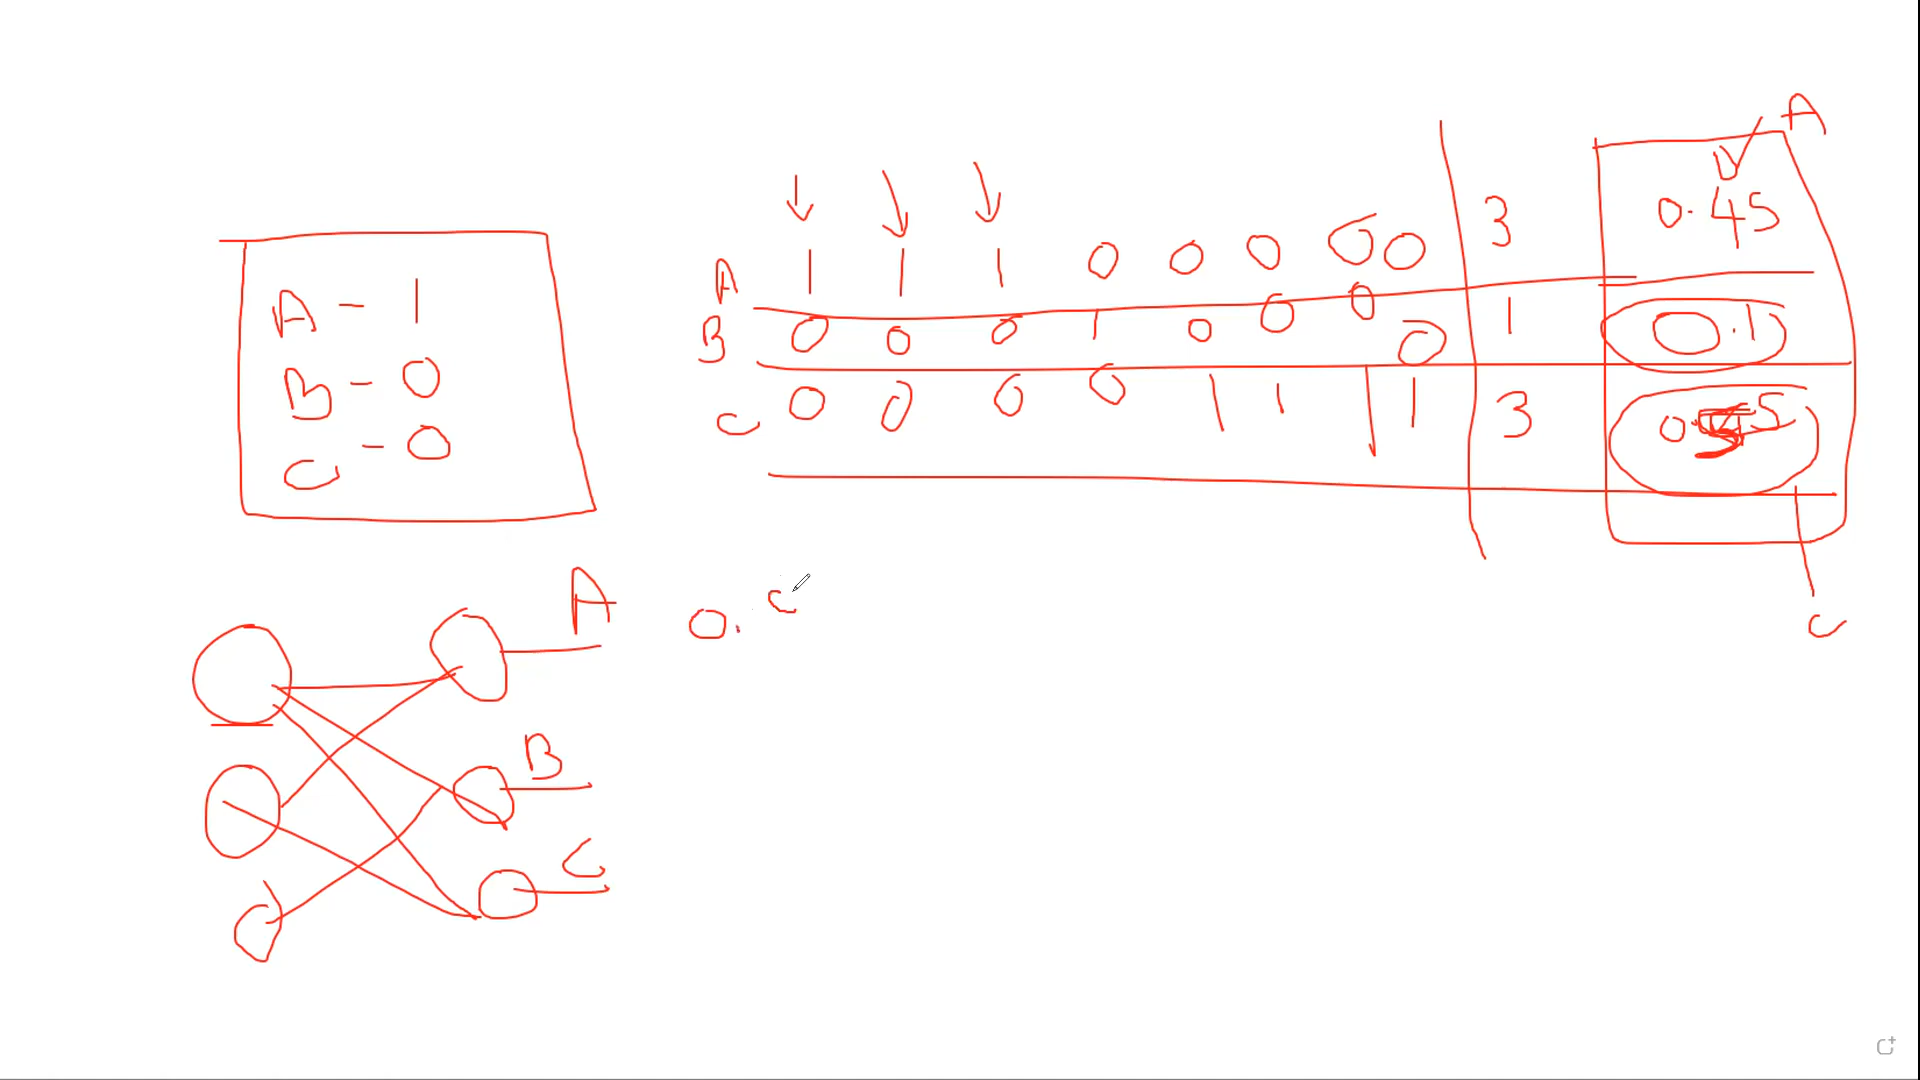 A
A - 1
B - 0
C - 0
A 1 1 1 0 0 0 0 0 3 0.45
B 0 0 0 1 0 0 0 0 1 0.1
C 0 0 0 0 1 1 1 1 3
C
A
0. c
B
C